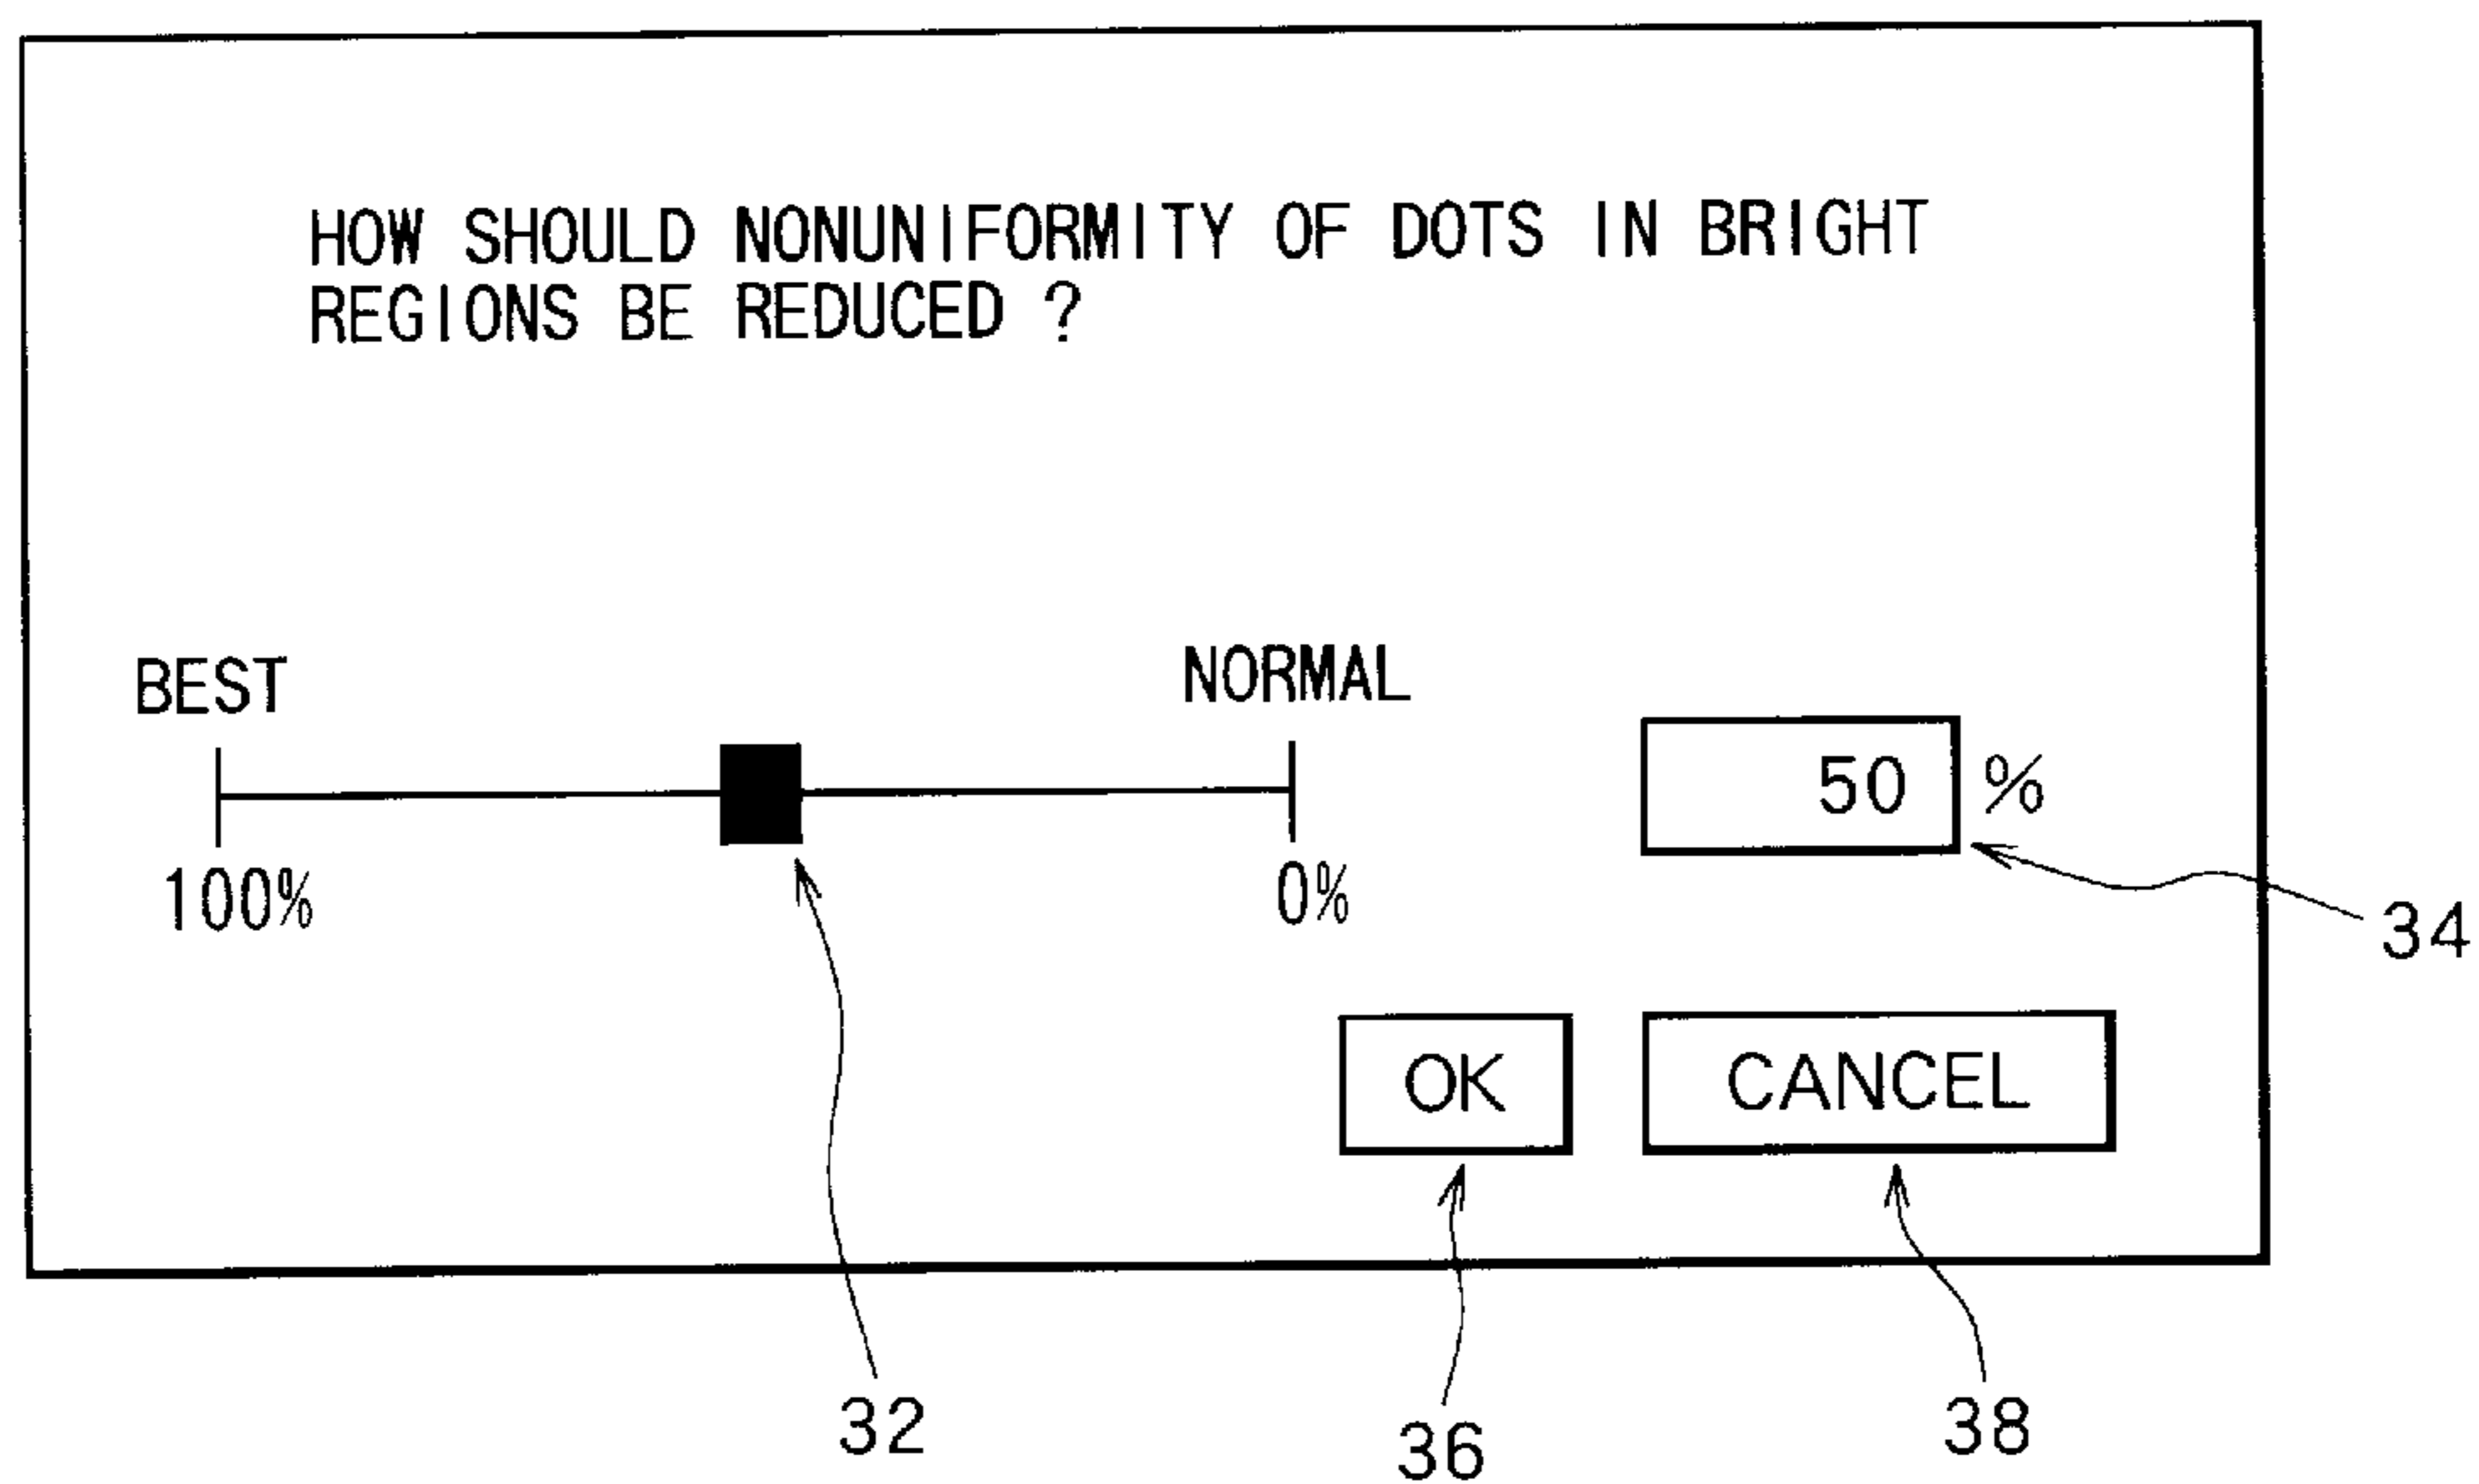 HOW SHOULD NONUNIFORMITY OF DOTS IN BRIGHT
REGIONS BE REDUCED ?
BEST
NORMAL
50 %
100%
0%
34
OK
CANCEL
32
36
38